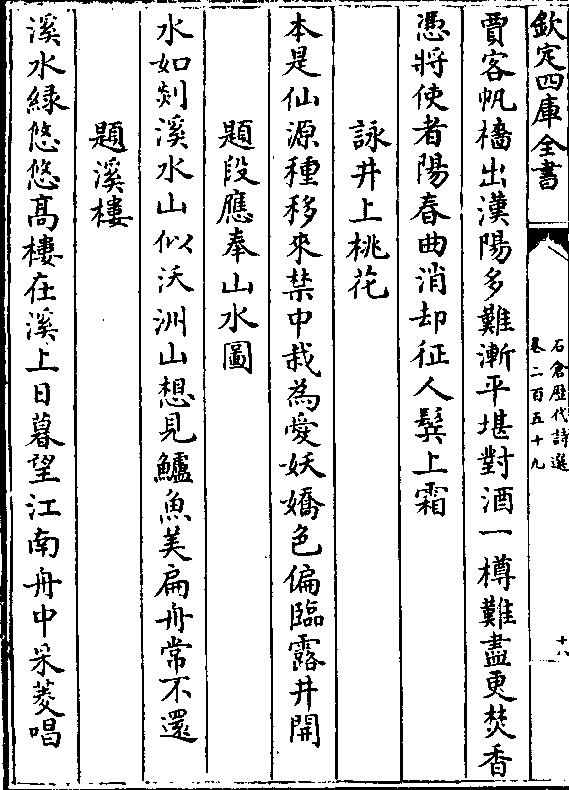 欽定四庫全書
石倉歴代詩選
卷二百五十九
十八
賈客帆檣出漢陽多難漸平堪對酒一樽難盡更焚香
憑將使者陽春曲消却征人鬂上霜
詠井上桃花
本是仙源種移來禁中栽為愛妖嬌色偏臨露井開
題段應奉山水圖
水如剡溪水山似沃洲山想見鱸魚美扁舟常不還
題溪樓
溪水緑悠悠髙樓在溪上日暮望江南舟中采菱唱